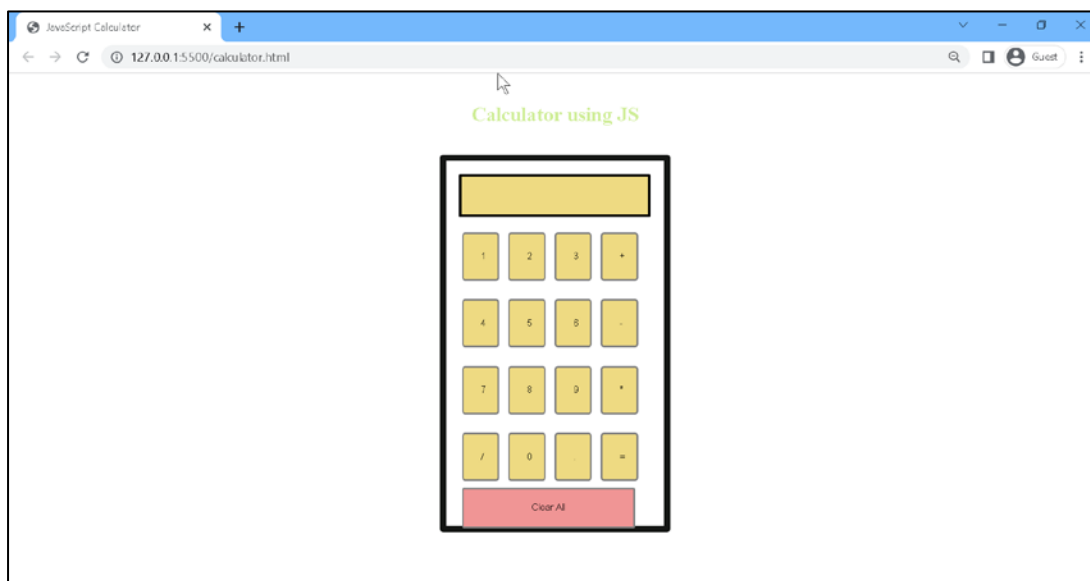 JavaScript Calculator
127.0.0.1:5500/calculator.html
Guest
Calculator using JS
1 2 3 +
4 5 6 -
7 8 9 *
/ 0 . =
Clear All